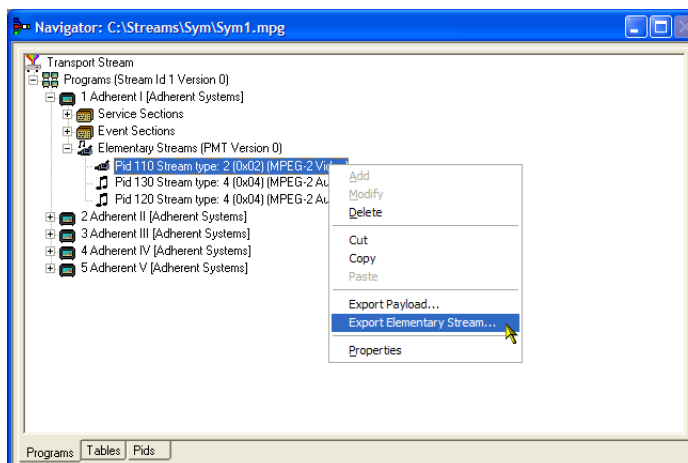 Navigator: C:\Streams\Sym\Sym1.mpg
Transport Stream
Programs (Stream Id 1 Version 0)
1 Adherent I [Adherent Systems]
Service Sections
Event Sections
Elementary Streams (PMT Version 0)
Pid 110 Stream type: 2 (0x02) (MPEG-2 Video)
Pid 130 Stream type: 4 (0x04) (MPEG-2 Au
Pid 120 Stream type: 4 (0x04) (MPEG-2 Au
2 Adherent II [Adherent Systems]
3 Adherent III [Adherent Systems]
4 Adherent IV [Adherent Systems]
5 Adherent V [Adherent Systems]
Add
Modify
Delete
Cut
Copy
Paste
Export Payload...
Export Elementary Stream...
Properties
Programs Tables Pids